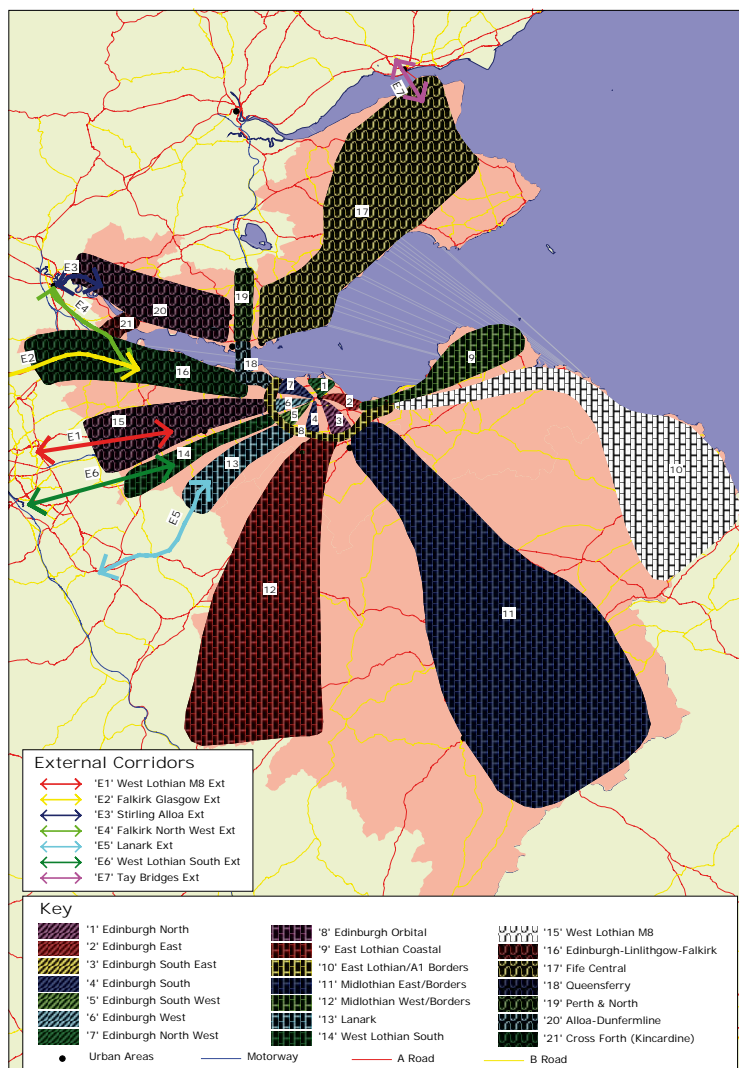 E7
17
E3
E4
20
19
21
E2
16
18
9
7
1
6
2
5
4
3
8
15
E1
14
13
E6
10
E5
12
11
External Corridors
'E1' West Lothian M8 Ext
'E2' Falkirk Glasgow Ext
'E3' Stirling Alloa Ext
'E4' Falkirk North West Ext
'E5' Lanark Ext
'E6' West Lothian South Ext
'E7' Tay Bridges Ext
Key
'1' Edinburgh North
'2' Edinburgh East
'3' Edinburgh South East
'4' Edinburgh South
'5' Edinburgh South West
'6' Edinburgh West
'7' Edinburgh North West
'8' Edinburgh Orbital
'9' East Lothian Coastal
'10' East Lothian/A1 Borders
'11' Midlothian East/Borders
'12' Midlothian West/Borders
'13' Lanark
'14' West Lothian South
'15' West Lothian M8
'16' Edinburgh-Linlithgow-Falkirk
'17' Fife Central
'18' Queensferry
'19' Perth & North
'20' Alloa-Dunfermline
'21' Cross Forth (Kincardine)
Urban Areas
Motorway
A Road
B Road